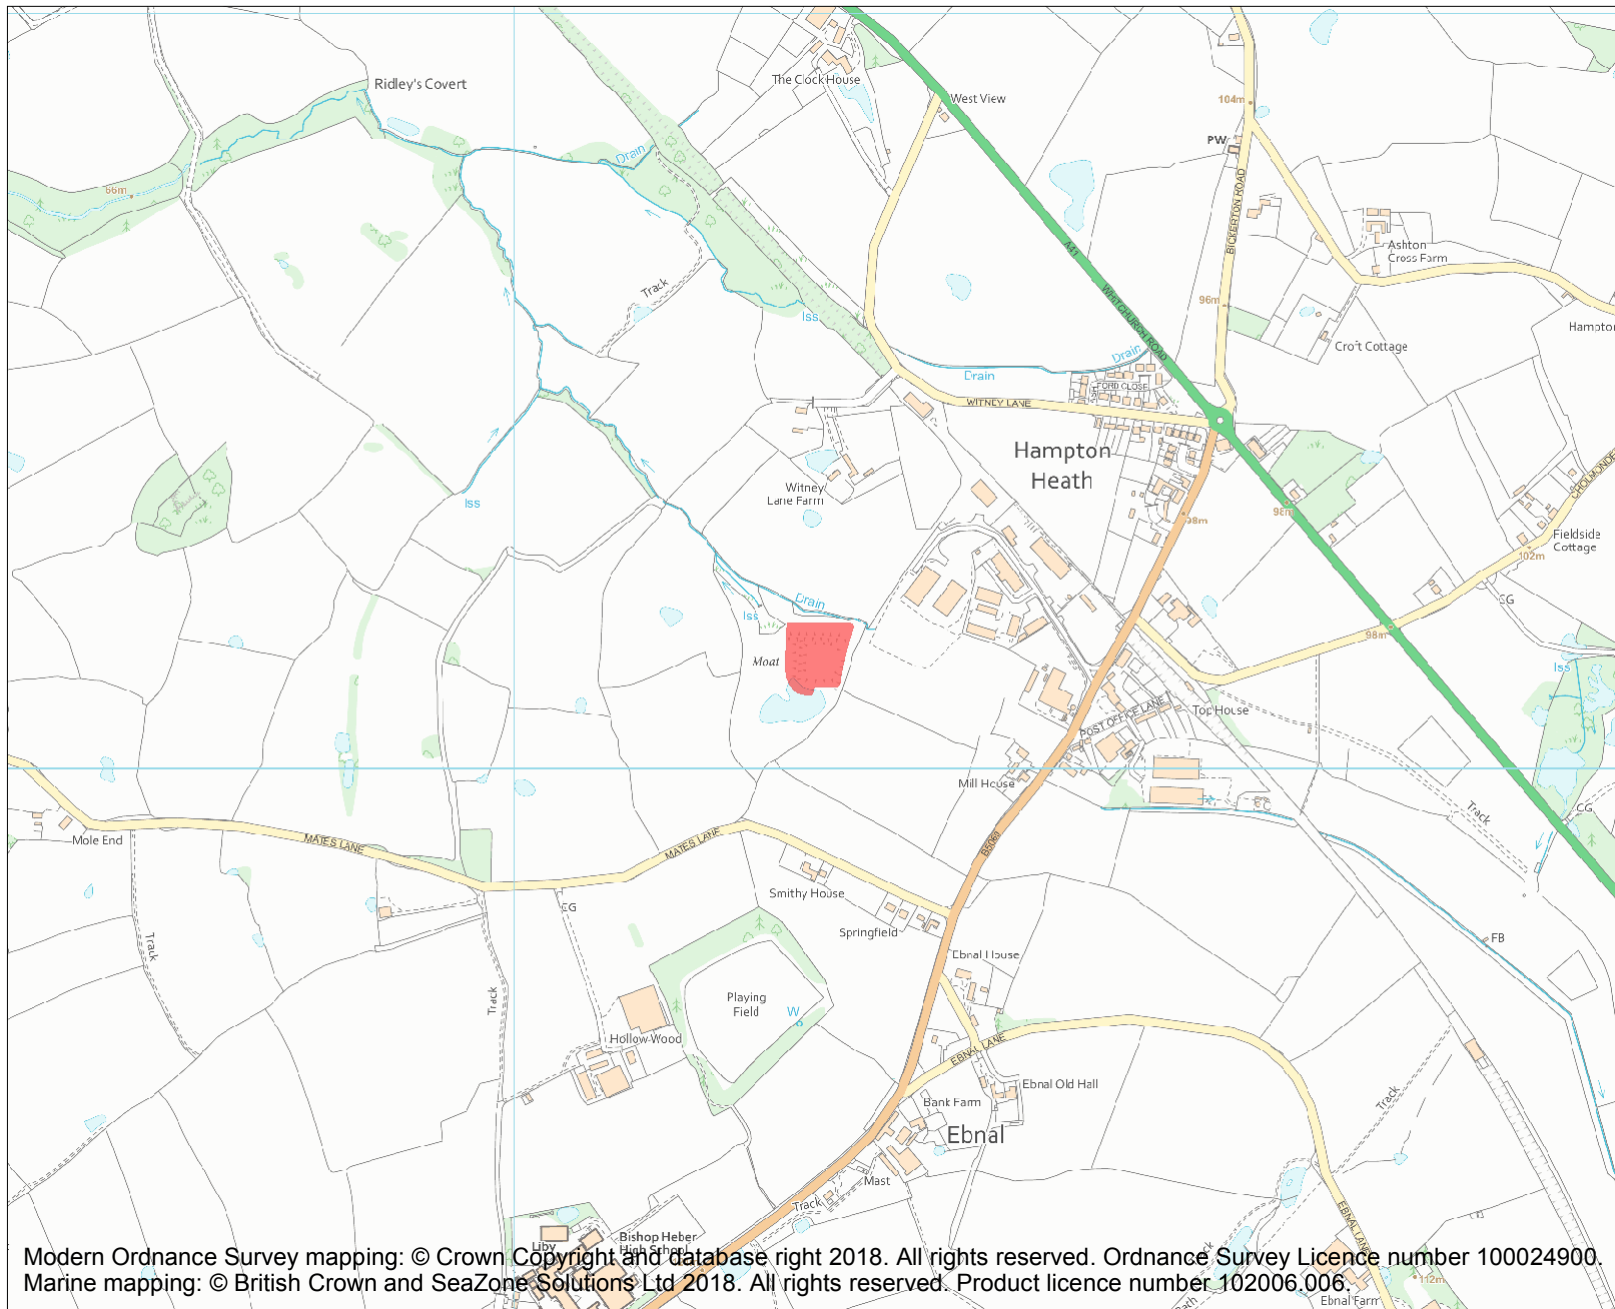 The Clock House
Ridley's Covert
West View
104m
PW
Drain
BICKERTON ROAD
66m
A41
Ashton
Cross Farm
Track
WHITCHURCH ROAD
96m
Iss
Hampton
Croft Cottage
Drain
Drain
FORD CLOSE
WITNEY LANE
Hampton
Heath
Witney
Lane Farm
CHOLMONDE
Iss
98m
98m
Fieldside
Cottage
102m
CG
Drain
Iss
98m
Moat
Iss
Top House
POST OFFICE LANE
Mill House
CG
Track
Mole End
MATES LANE
MATES LANE
B5069
Smithy House
CG
Springfield
Track
FB
Ebnal House
Track
Playing
Field
W
Hollow Wood
EBNAL LANE
Ebnal Old Hall
Bank Farm
Track
Ebnal
Mast
Track
EBNAL LANE
Bishop Heber
High School
Liby
Modern Ordnance Survey mapping: © Crown Copyright and database right 2018. All rights reserved. Ordnance Survey Licence number 100024900.
Marine mapping: © British Crown and SeaZone Solutions Ltd 2018. All rights reserved. Product licence number 102006.006.
112m
Ebnal Farm